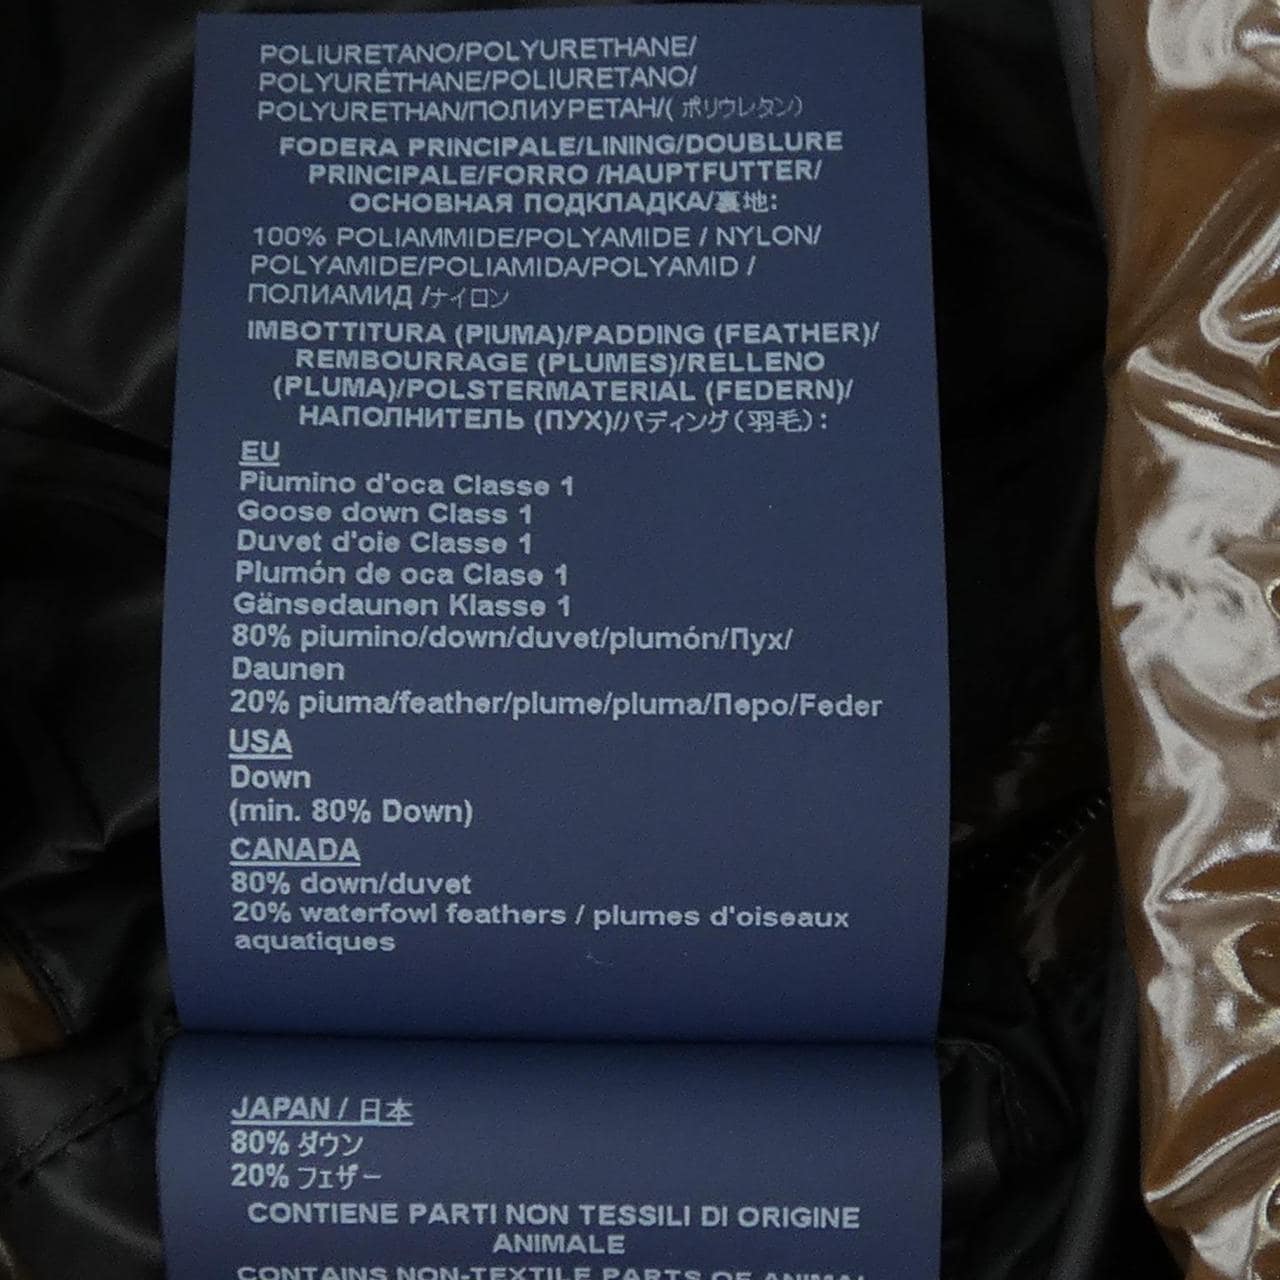 POLIURETANO/POLYURETHANE/
POLYURÉTHANE/POLIURETANO/
POLYURETHAN/ПОЛИУРЕТАН/( ポリウレタン)
FODERA PRINCIPALE/LINING/DOUBLURE
PRINCIPALE/FORRO /HAUPTFUTTER/
ОСНОВНАЯ ПОДКЛАДКА/裏地:
100% POLIAMMIDE/POLYAMIDE / NYLON/
POLYAMIDE/POLIAMIDA/POLYAMID /
ПОЛИАМИД /ナイロン
IMBOTTITURA (PIUMA)/PADDING (FEATHER)/
REMBOURRAGE (PLUMES)/RELLENO
(PLUMA)/POLSTERMATERIAL (FEDERN)/
НАПОЛНИТЕЛЬ (ПУХ)/パディング(羽毛):
EU
Piumino d'oca Classe 1
Goose down Class 1
Duvet d'oie Classe 1
Plumón de oca Clase 1
Gänsedaunen Klasse 1
80% piumino/down/duvet/plumón/Пух/
Daunen
20% piuma/feather/plume/pluma/Перо/Feder
USA
Down
(min. 80% Down)
CANADA
80% down/duvet
20% waterfowl feathers / plumes d'oiseaux
aquatiques
JAPAN / 日本
80% ダウン
20% フェザー
CONTIENE PARTI NON TESSILI DI ORIGINE
ANIMALE
CONTAINS NON-TEXTILE PARTS OF ANIMAL